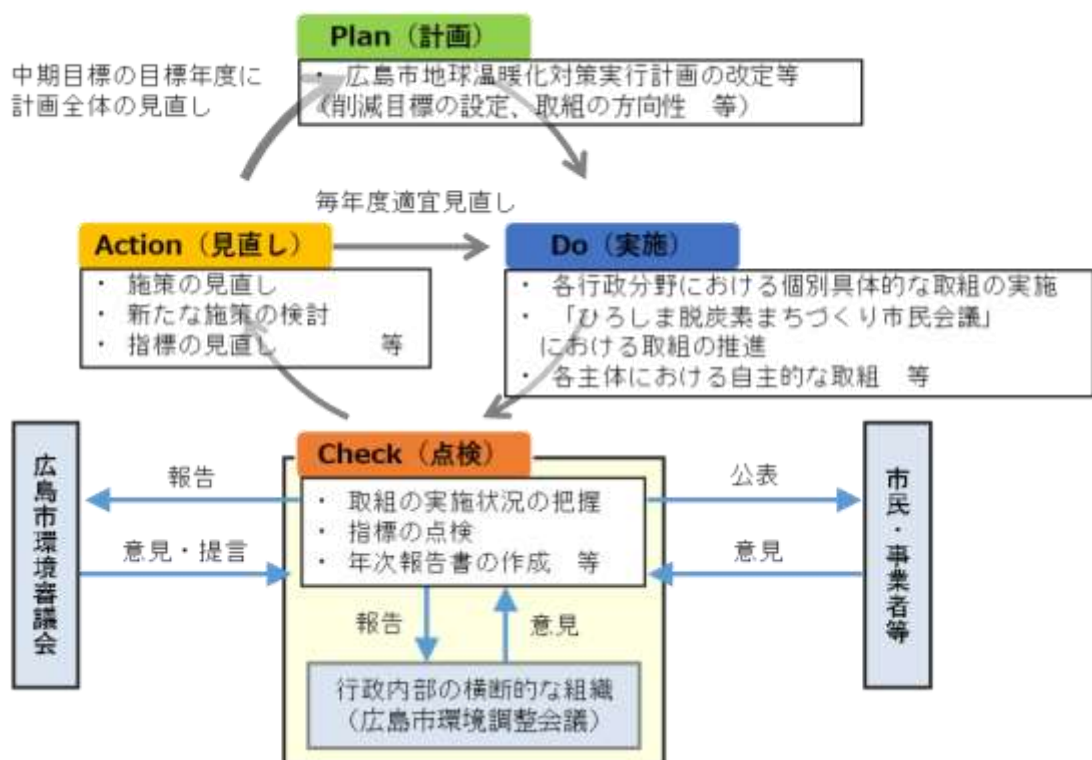 Plan（計画）
中期目標の目標年度に
計画全体の見直し
・ 広島市地球温暖化対策実行計画の改定等
（削減目標の設定、取組の方向性　等）
毎年度適宜見直し
Action（見直し）
・ 施策の見直し
・ 新たな施策の検討
・ 指標の見直し　　　　等
Do（実施）
・ 各行政分野における個別具体的な取組の実施
・ 「ひろしま脱炭素まちづくり市民会議」
における取組の推進
・ 各主体における自主的な取組　等
広島市環境審議会
報告
意見・提言
Check（点検）
・ 取組の実施状況の把握
・ 指標の点検
・ 年次報告書の作成　等
公表
意見
市民・事業者等
報告
意見
行政内部の横断的な組織
（広島市環境調整会議）